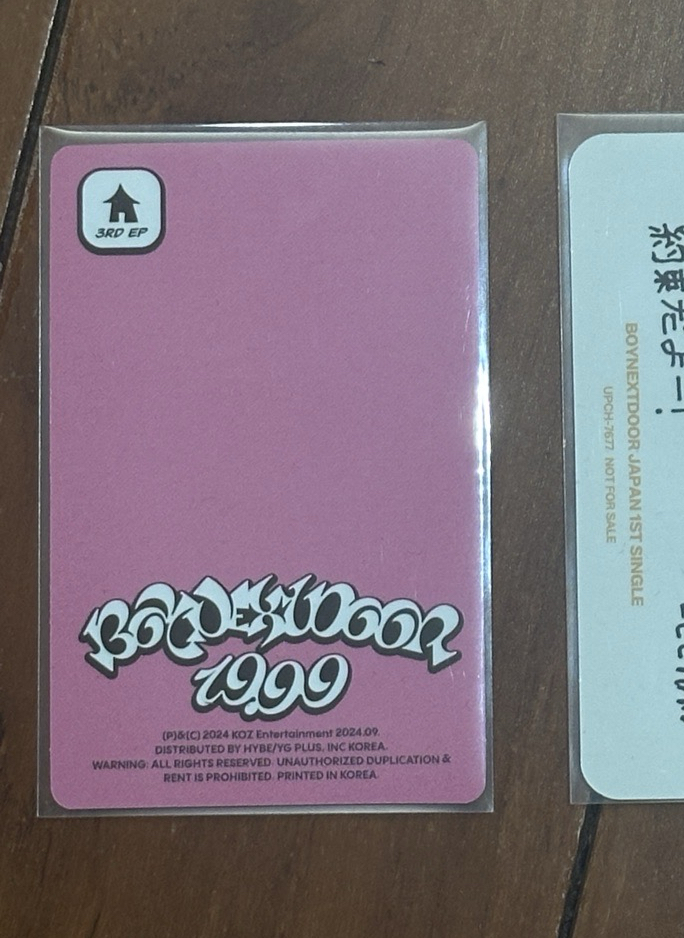 3RD EP
BOYNEXTDOOR
19.99
(P)&(C) 2024 KOZ Entertainment 2024.09.
DISTRIBUTED BY HYBE/YG PLUS, INC KOREA.
WARNING: ALL RIGHTS RESERVED. UNAUTHORIZED DUPLICATION &
RENT IS PROHIBITED. PRINTED IN KOREA.
約束だよー!
BOYNEXTDOOR JAPAN 1ST SINGLE
UPCH-7677 NOT FOR SALE